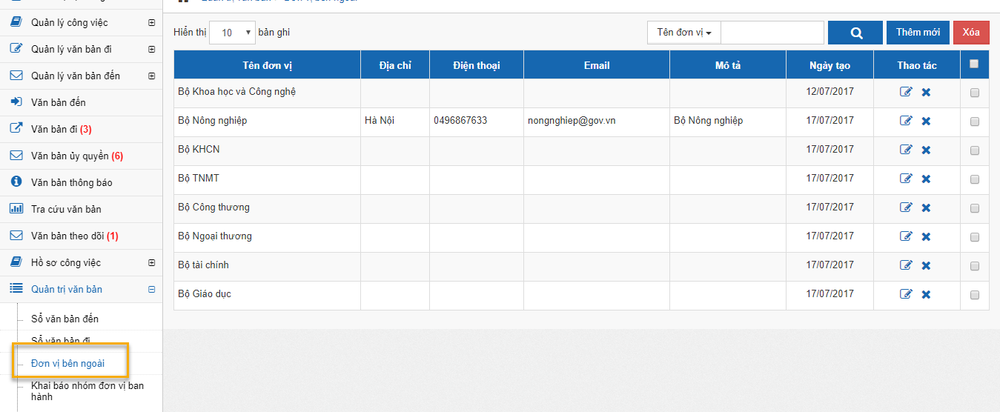 Quản lý công việc
Quản lý văn bản đi
Quản lý văn bản đến
Văn bản đến
Văn bản đi (3)
Văn bản ủy quyền (6)
Văn bản thông báo
Tra cứu văn bản
Văn bản theo dõi (1)
Hồ sơ công việc
Quản trị văn bản
Sổ văn bản đến
Sổ văn bản đi
Đơn vị bên ngoài
Khai báo nhóm đơn vị ban
hành
Hiển thị 10 bản ghi
Tên đơn vị
Thêm mới
Xóa
Tên đơn vị Địa chỉ Điện thoại Email Mô tả Ngày tạo Thao tác
Bộ Khoa học và Công nghệ 12/07/2017
Bộ Nông nghiệp Hà Nội 0496867633 nongnghiep@gov.vn Bộ Nông nghiệp 17/07/2017
Bộ KHCN 17/07/2017
Bộ TNMT 17/07/2017
Bộ Công thương 17/07/2017
Bộ Ngoại thương 17/07/2017
Bộ tài chính 17/07/2017
Bộ Giáo dục 17/07/2017